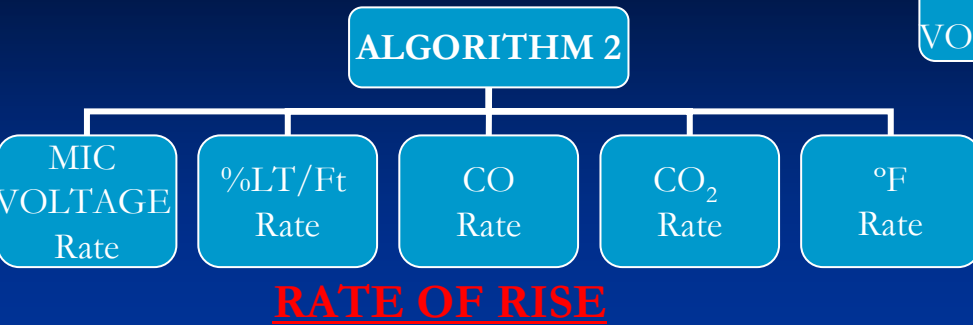 ALGORITHM 2
VO
MIC
VOLTAGE
Rate
%LT/Ft
Rate
CO
Rate
CO₂
Rate
ºF
Rate
RATE OF RISE